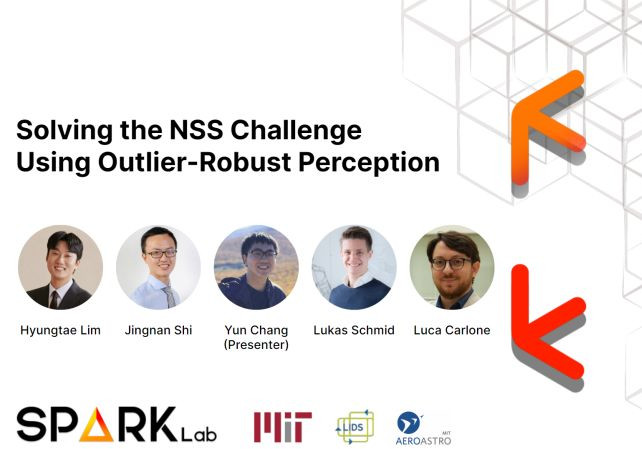 Solving the NSS Challenge
Using Outlier-Robust Perception
Hyungtae Lim
Jingnan Shi
Yun Chang
(Presenter)
Lukas Schmid
Luca Carlone
SPARK Lab
MIT
LIDS
MIT
AEROASTRO